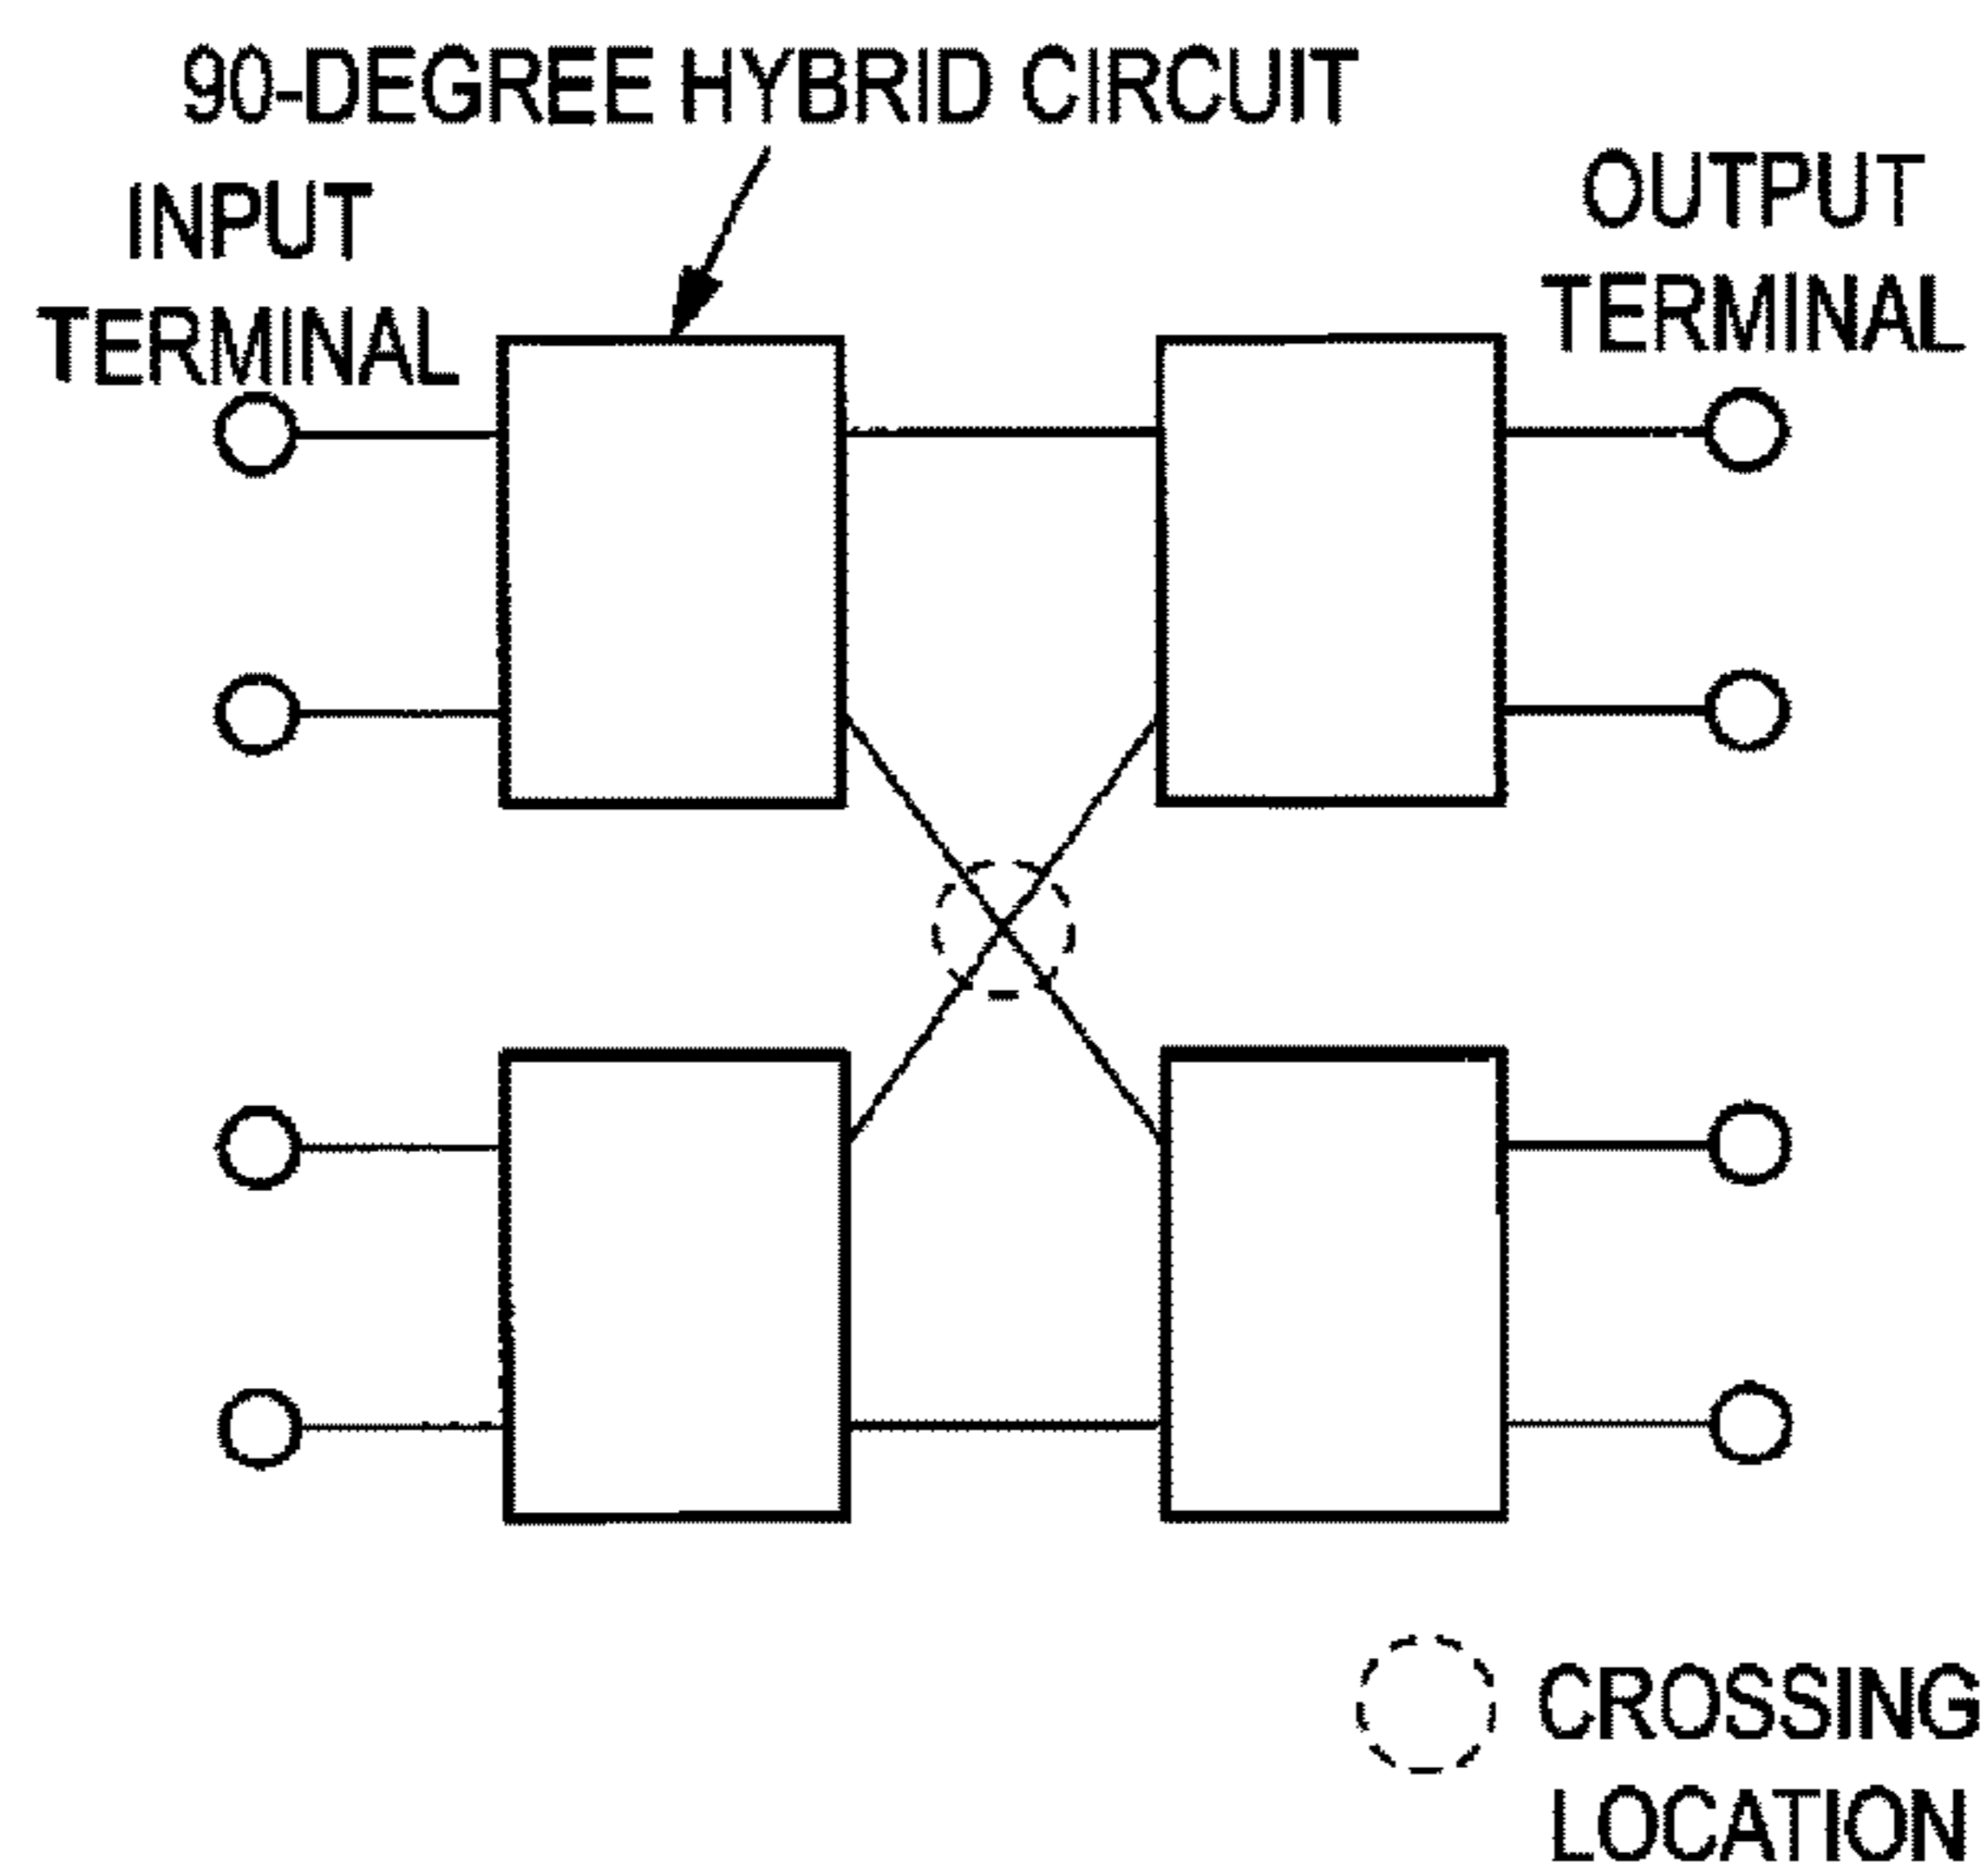 90-DEGREE HYBRID CIRCUIT
INPUT
TERMINAL
OUTPUT
TERMINAL
CROSSING
LOCATION